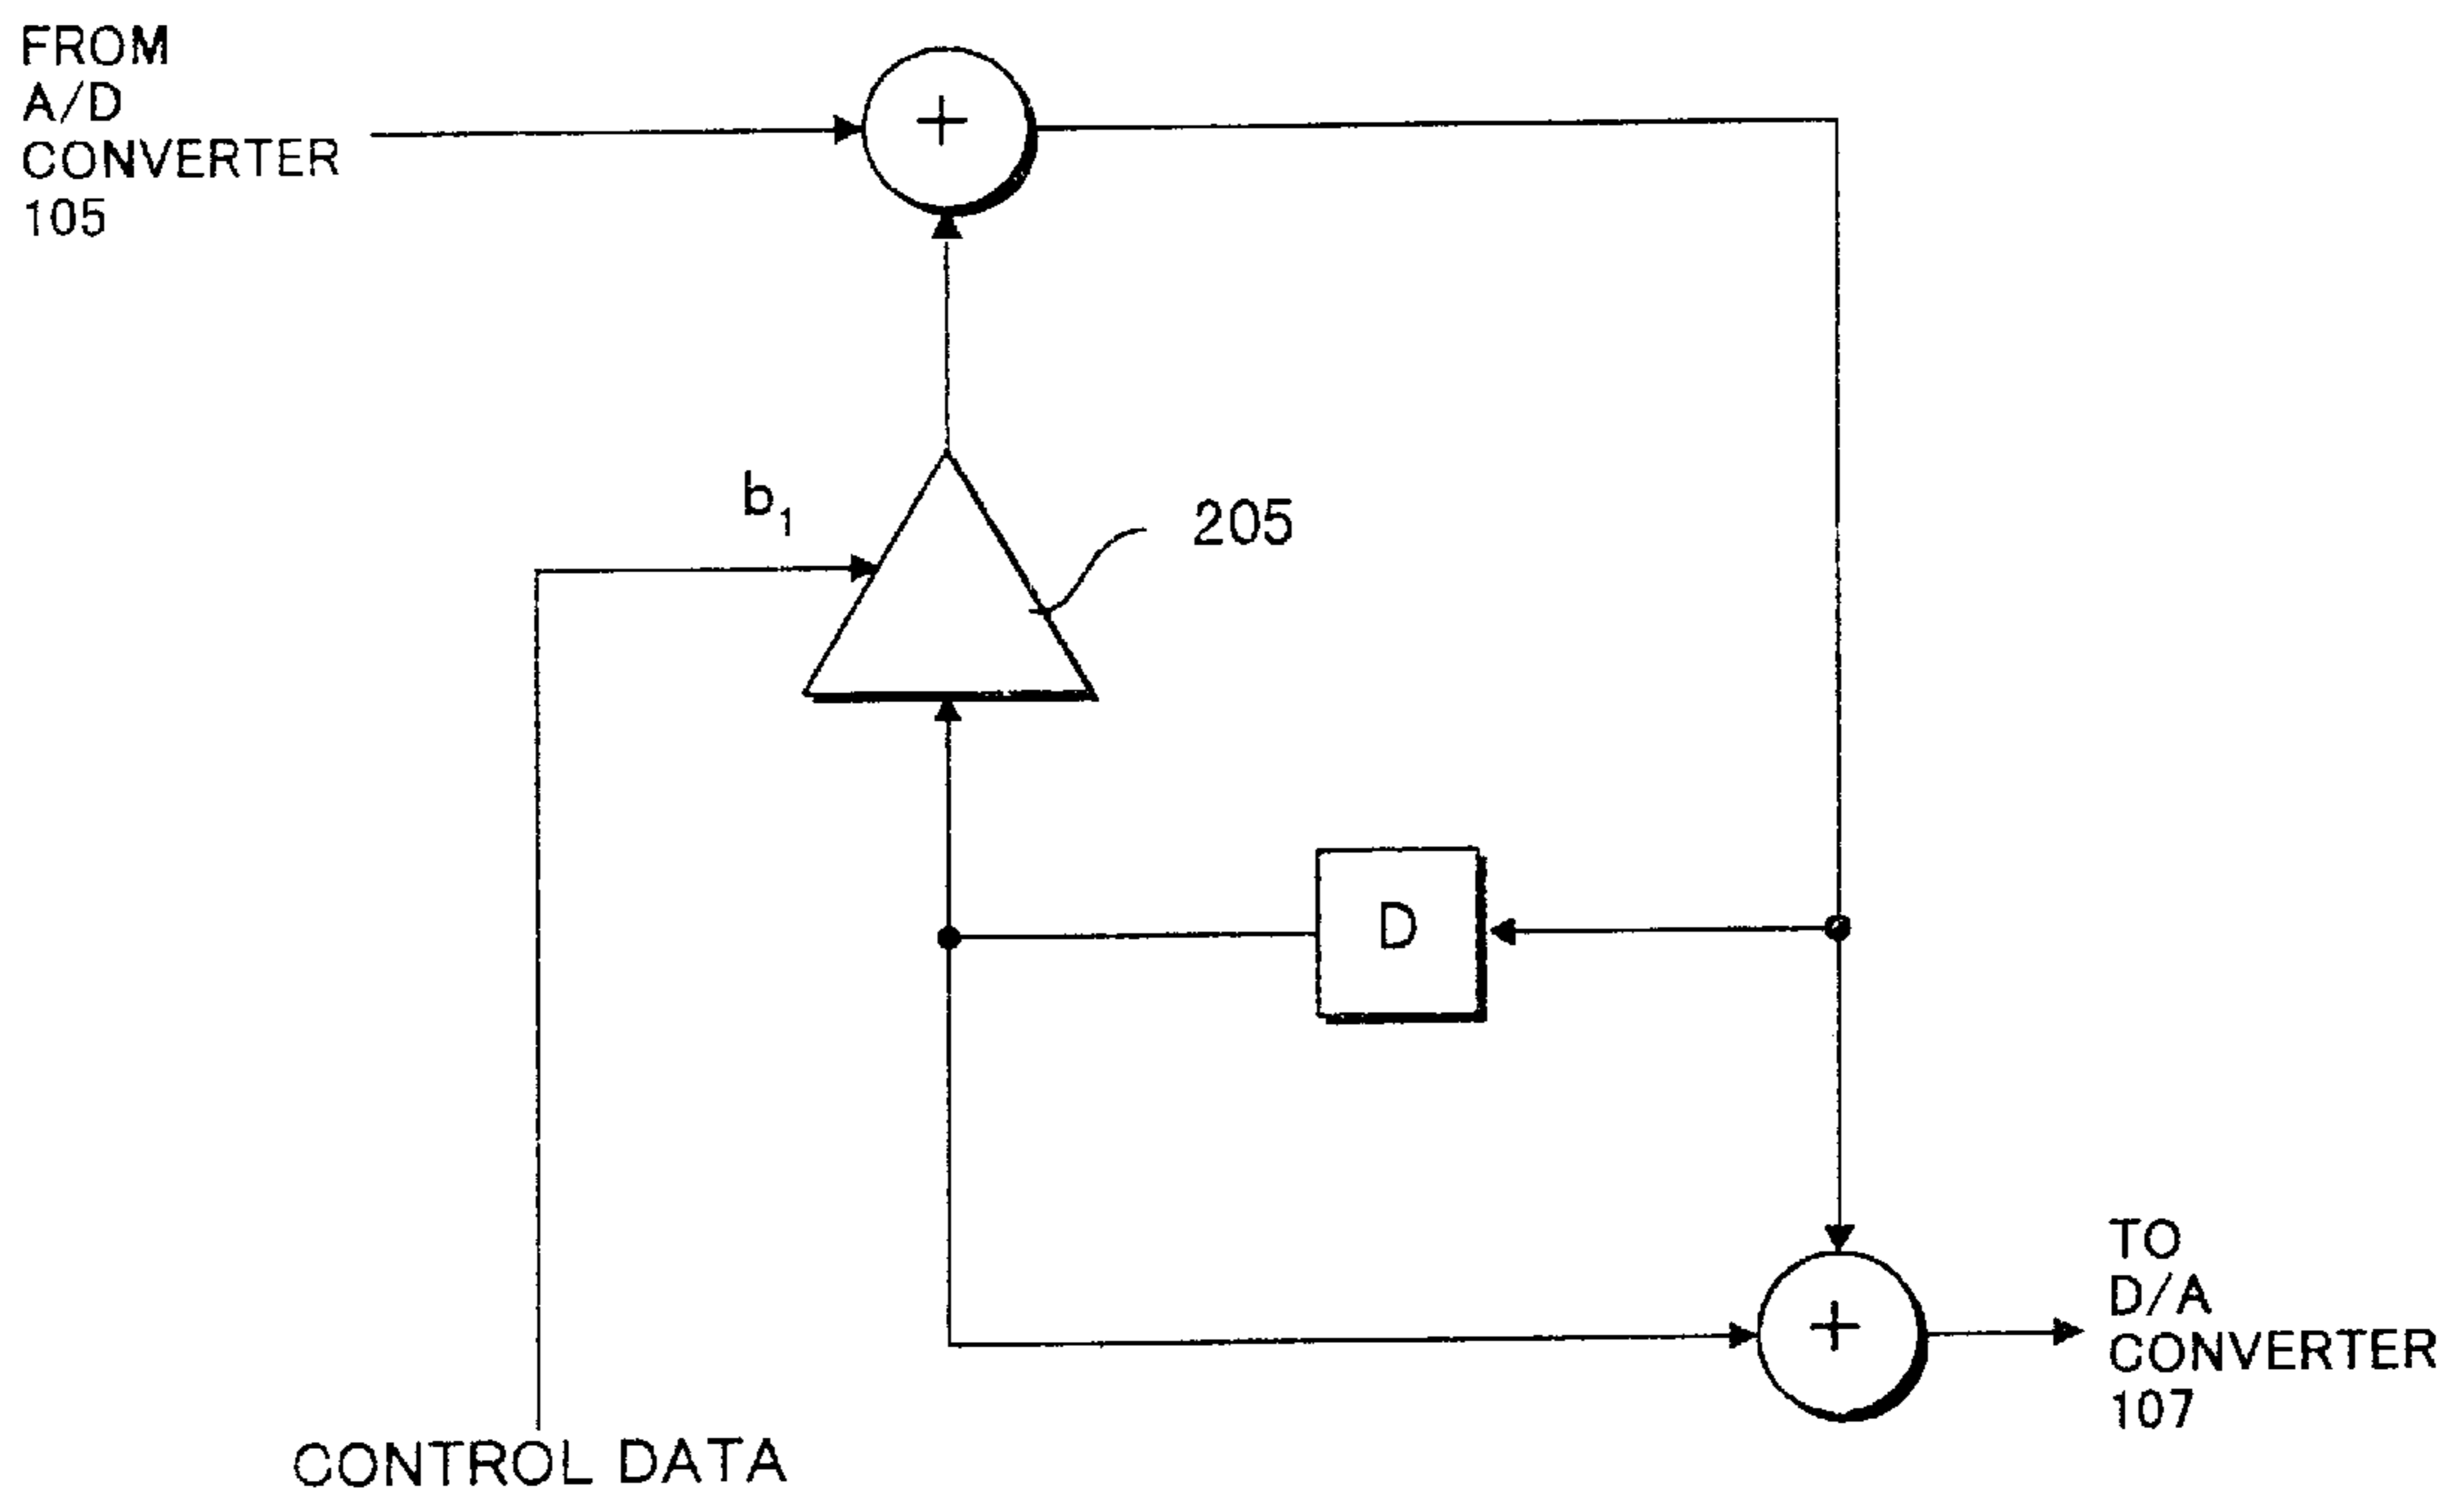 FROM
A/D
CONVERTER
105
+
b1
205
D
+
TO
D/A
CONVERTER
107
CONTROL DATA